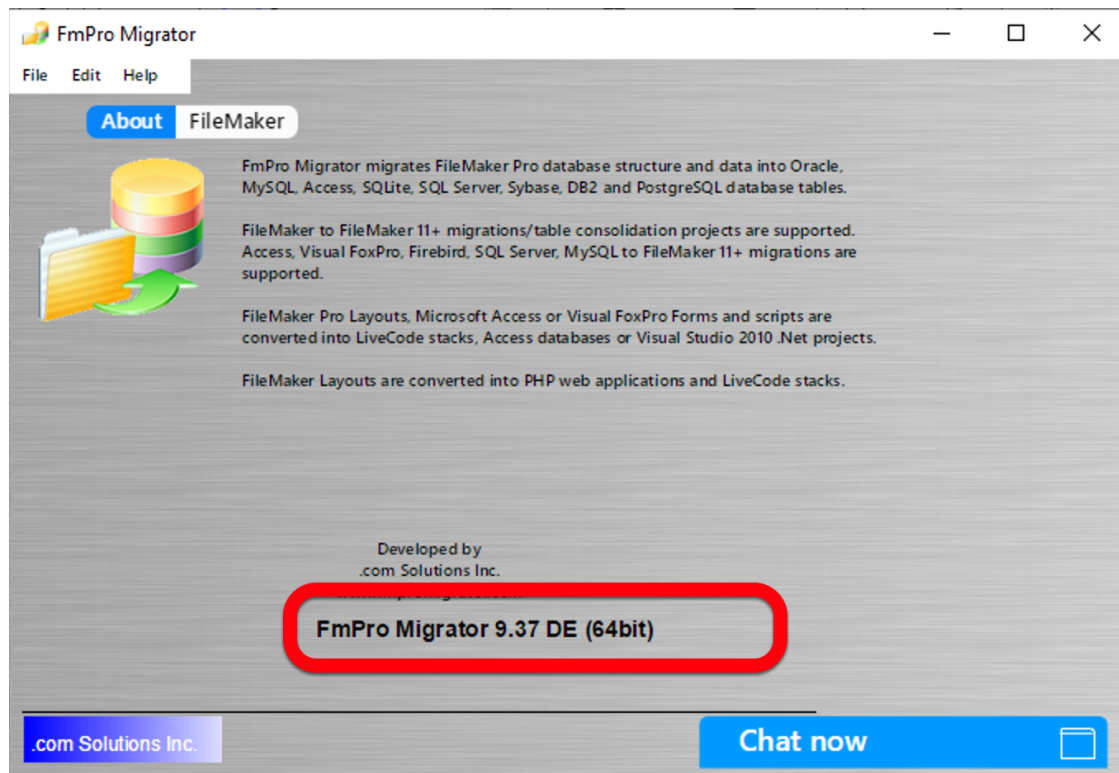 FmPro Migrator
File Edit Help
About FileMaker
FmPro Migrator migrates FileMaker Pro database structure and data into Oracle,
MySQL, Access, SQLite, SQL Server, Sybase, DB2 and PostgreSQL database tables.
FileMaker to FileMaker 11+ migrations/table consolidation projects are supported.
Access, Visual FoxPro, Firebird, SQL Server, MySQL to FileMaker 11+ migrations are
supported.
FileMaker Pro Layouts, Microsoft Access or Visual FoxPro Forms and scripts are
converted into LiveCode stacks, Access databases or Visual Studio 2010 .Net projects.
FileMaker Layouts are converted into PHP web applications and LiveCode stacks.
Developed by
.com Solutions Inc.
FmPro Migrator 9.37 DE (64bit)
.com Solutions Inc.
Chat now